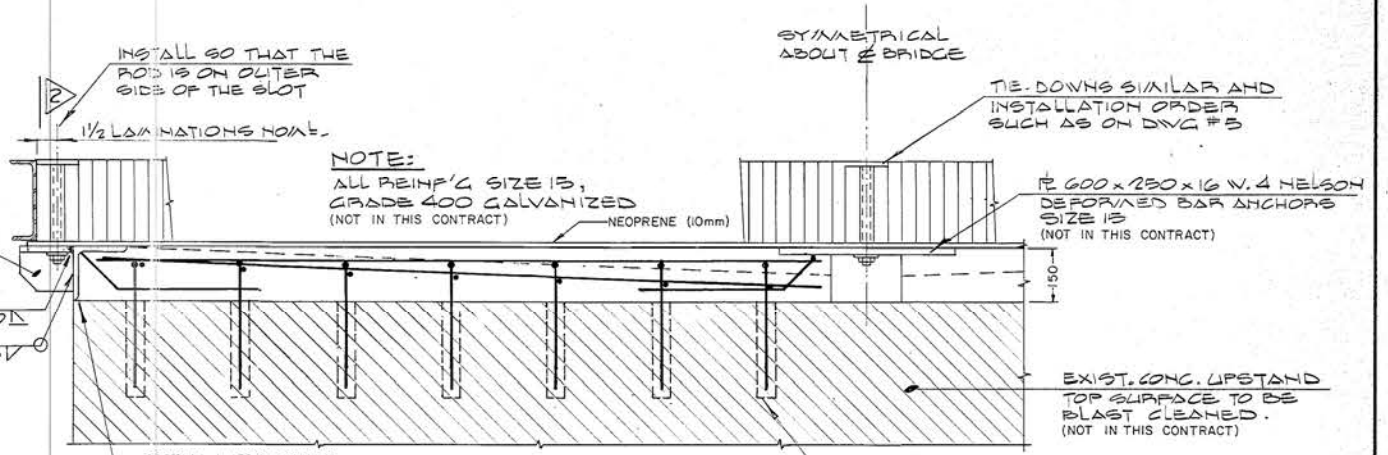 INSTALL SO THAT THE
ROD IS ON OUTER
SIDE OF THE SLOT
2
1½ LAMINATIONS NOML.
SYMMETRICAL
ABOUT ℄ BRIDGE
TIE-DOWNS SIMILAR AND
INSTALLATION ORDER
SUCH AS ON DWG #5
NOTE:
ALL REINF'G SIZE 15,
GRADE 400 GALVANIZED
(NOT IN THIS CONTRACT)
NEOPRENE (10mm)
PL 600 x 250 x 16 W. 4 NELSON
DEFORMED BAR ANCHORS
SIZE 15
(NOT IN THIS CONTRACT)
150
EXIST. CONC. UPSTAND
TOP SURFACE TO BE
BLAST CLEANED.
(NOT IN THIS CONTRACT)